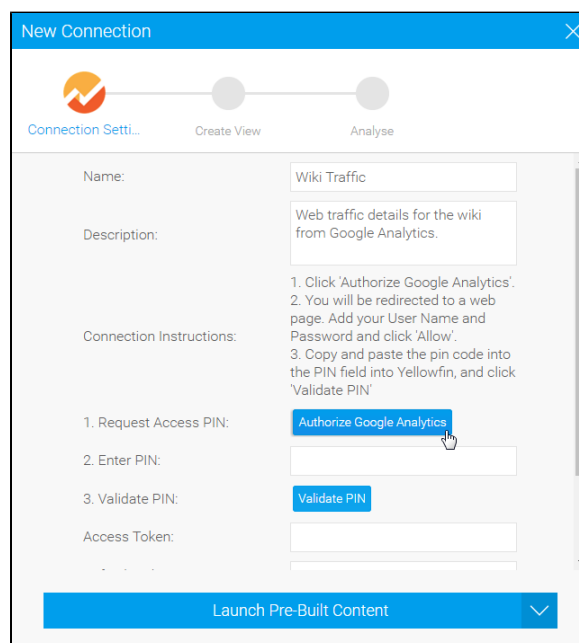 New Connection
Connection Setti...
Create View
Analyse
Name:
Wiki Traffic
Description:
Web traffic details for the wiki
from Google Analytics.
Connection Instructions:
1. Click 'Authorize Google Analytics'.
2. You will be redirected to a web
page. Add your User Name and
Password and click 'Allow'.
3. Copy and paste the pin code into
the PIN field into Yellowfin, and click
'Validate PIN'
1. Request Access PIN:
Authorize Google Analytics
2. Enter PIN:
3. Validate PIN:
Validate PIN
Access Token:
Launch Pre-Built Content